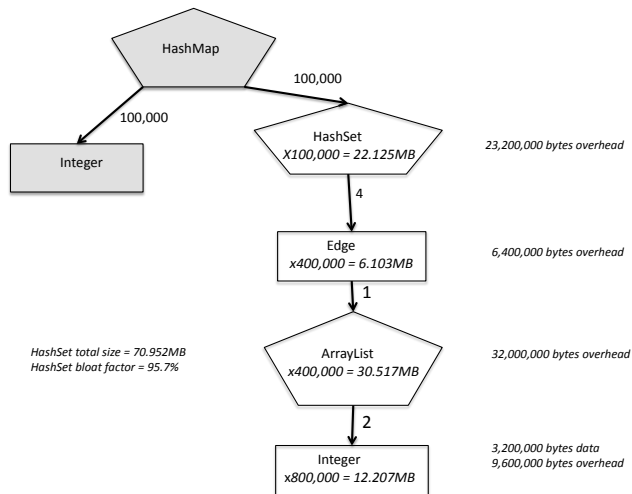 HashMap
100,000
100,000
Integer
HashSet
X100,000 = 22.125MB
23,200,000 bytes overhead
4
Edge
x400,000 = 6.103MB
6,400,000 bytes overhead
1
HashSet total size = 70.952MB
HashSet bloat factor = 95.7%
ArrayList
x400,000 = 30.517MB
32,000,000 bytes overhead
2
Integer
x800,000 = 12.207MB
3,200,000 bytes data
9,600,000 bytes overhead